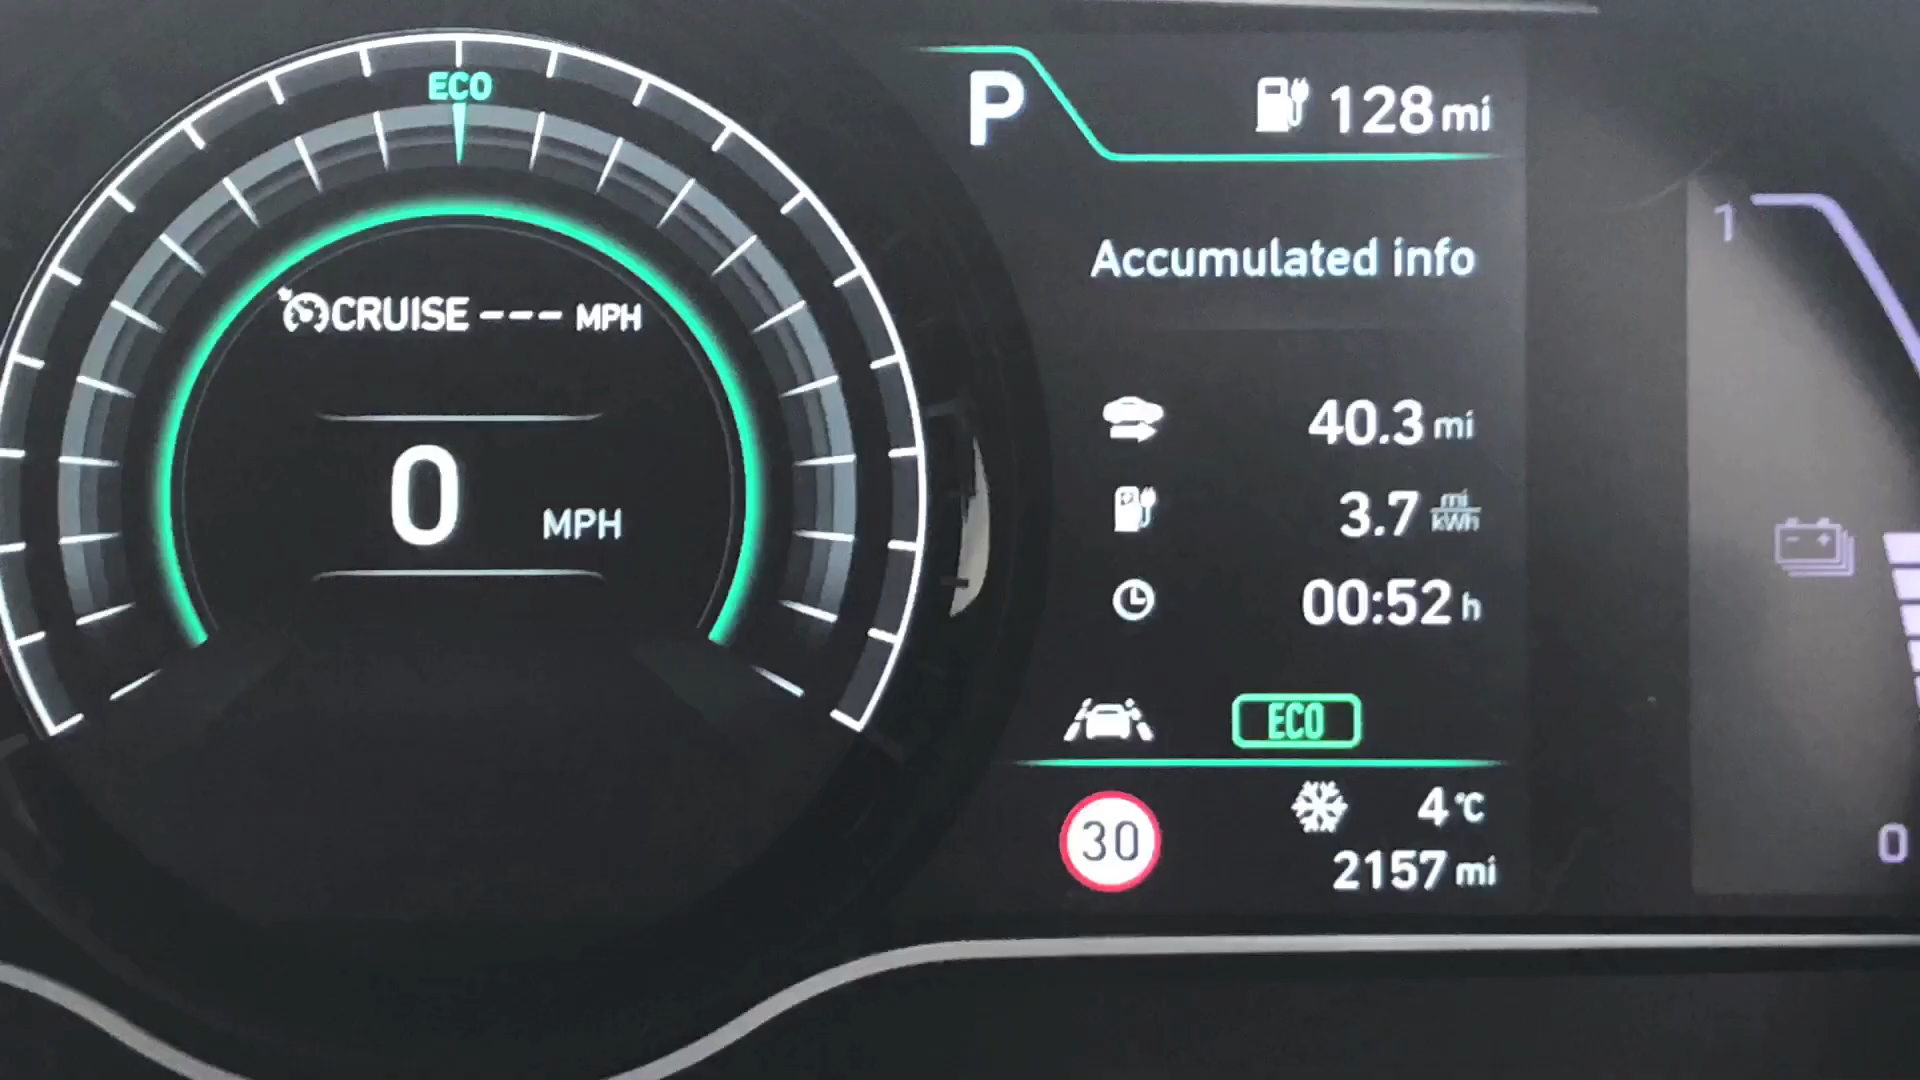 ECO
CRUISE --- MPH
0 MPH
P 128 mi
Accumulated info
40.3 mi
3.7 mi/kWh
00:52 h
ECO
30
4 °C
2157 mi
1
- +
0